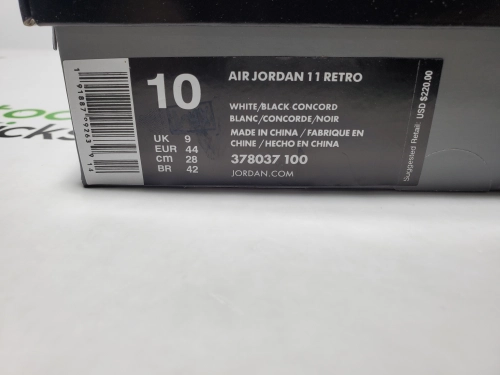 10
AIR JORDAN 11 RETRO
WHITE/BLACK CONCORD
BLANC/CONCORDE/NOIR
MADE IN CHINA / FABRIQUE EN
CHINE / HECHO EN CHINA
378037 100
JORDAN.COM
UK 9
EUR 44
cm 28
BR 42
Suggested Retail: USD $220.00